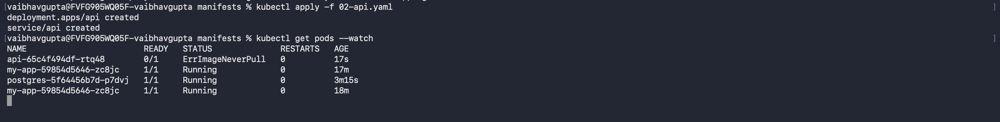 [vaibhavgupta@FVFG905WQ05F-vaibhavgupta manifests % kubectl apply -f 02-api.yaml ]
deployment.apps/api created
service/api created
[vaibhavgupta@FVFG905WQ05F-vaibhavgupta manifests % kubectl get pods --watch ]
NAME READY STATUS RESTARTS AGE
api-65c4f494df-rtq48 0/1 ErrImageNeverPull 0 17s
my-app-59854d5646-zc8jc 1/1 Running 0 17m
postgres-5f64456b7d-p7dvj 1/1 Running 0 3m15s
my-app-59854d5646-zc8jc 1/1 Running 0 18m